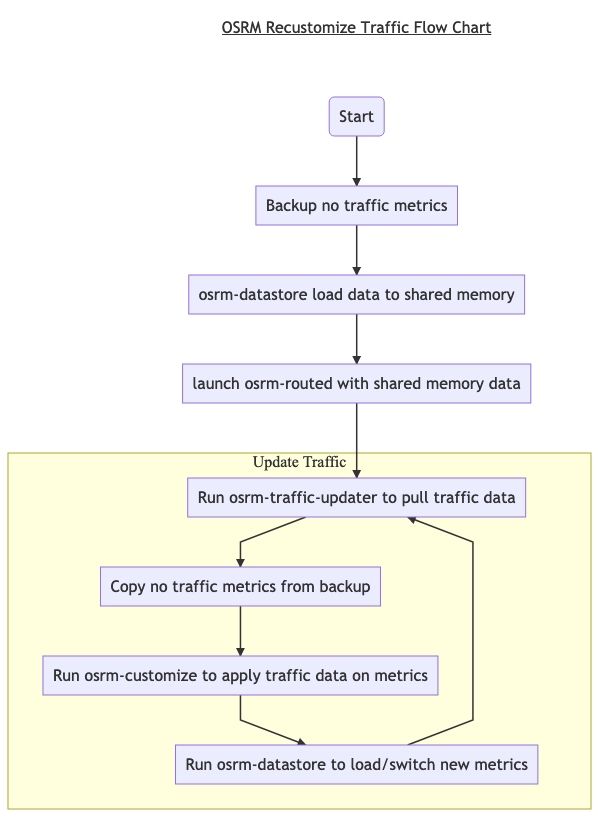 OSRM Recustomize Traffic Flow Chart
Start
Backup no traffic metrics
osrm-datastore load data to shared memory
launch osrm-routed with shared memory data
Update Traffic
Run osrm-traffic-updater to pull traffic data
Copy no traffic metrics from backup
Run osrm-customize to apply traffic data on metrics
Run osrm-datastore to load/switch new metrics